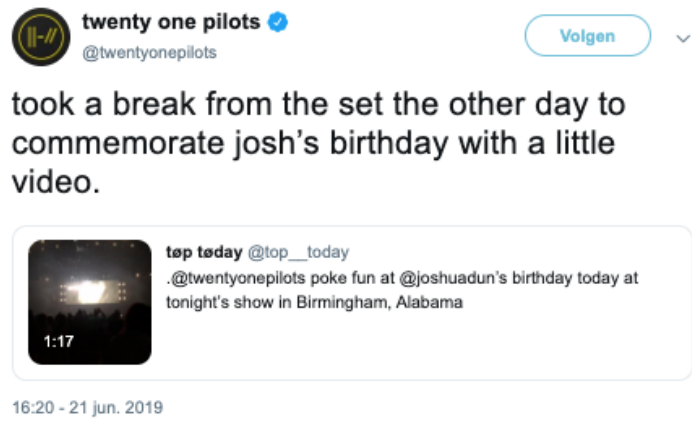 twenty one pilots
@twentyonepilots
Volgen
took a break from the set the other day to
commemorate josh's birthday with a little
video.
tøp tøday @top__today
.@twentyonepilots poke fun at @joshuadun's birthday today at
tonight's show in Birmingham, Alabama
1:17
16:20 - 21 jun. 2019